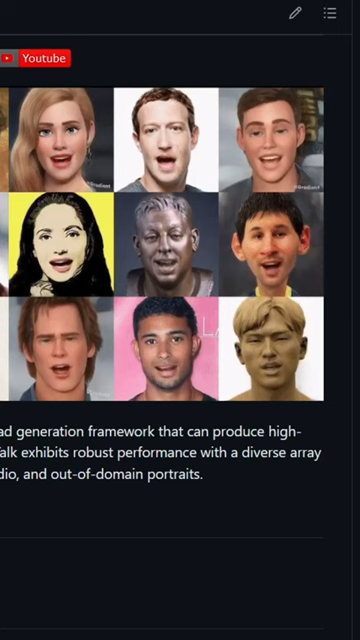 Youtube
ad generation framework that can produce high-
Talk exhibits robust performance with a diverse array
dio, and out-of-domain portraits.